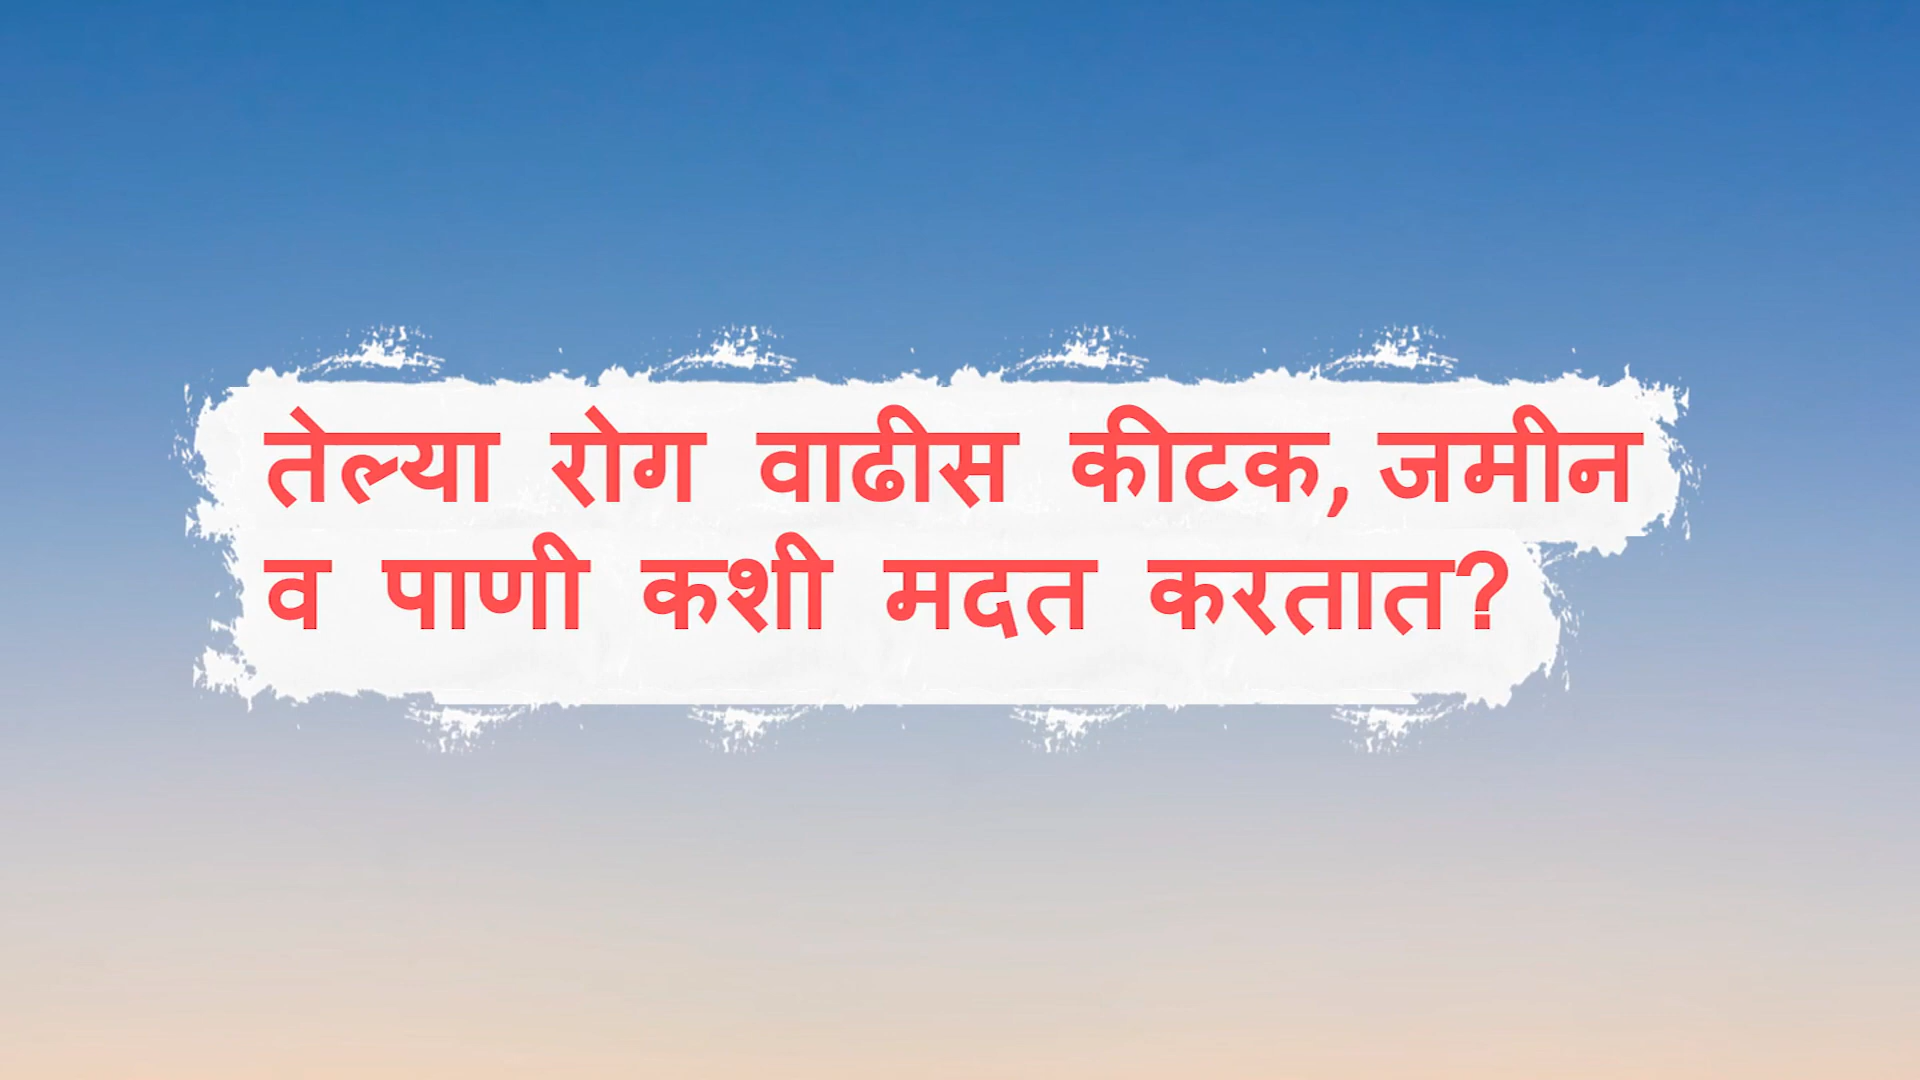 तेल्या रोग वाढीस कीटक, जमीन
व पाणी कशी मदत करतात?